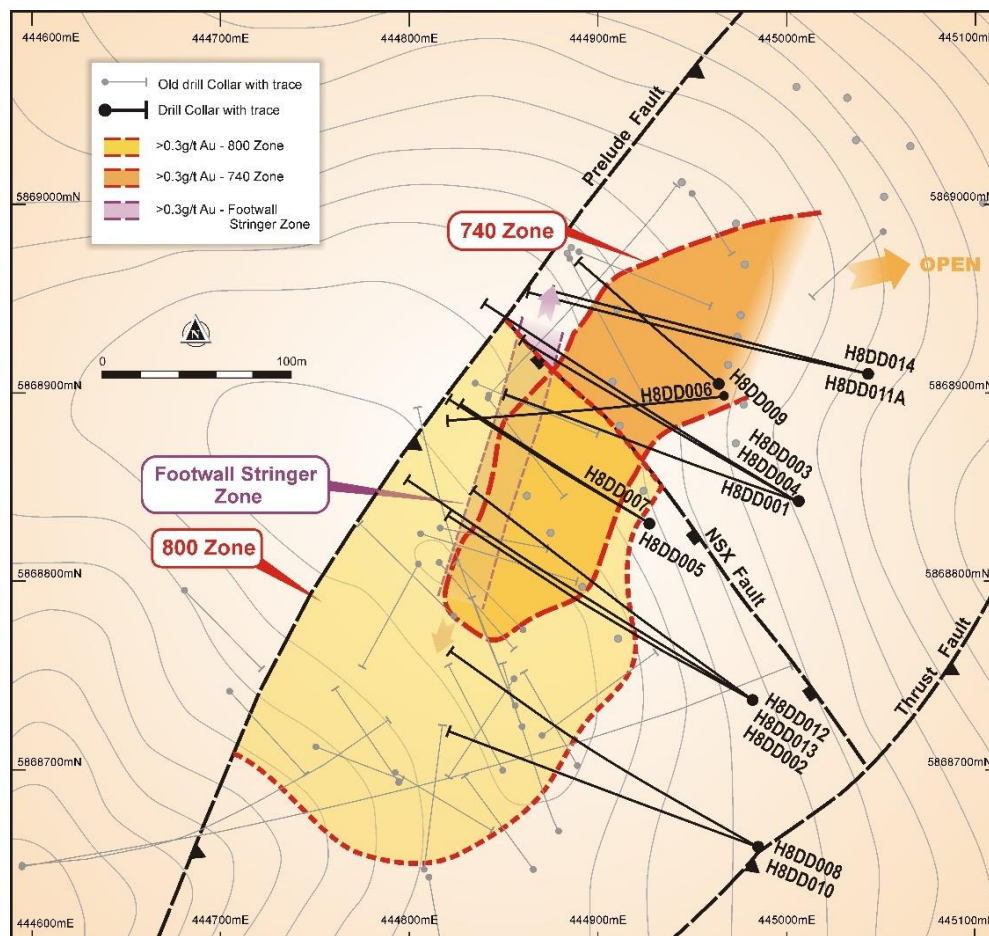 444600mE
444700mE
444800mE
444900mE
445000mE
445100mE
Old drill Collar with trace
Drill Collar with trace
>0.3g/t Au - 800 Zone
>0.3g/t Au - 740 Zone
>0.3g/t Au - Footwall
Stringer Zone
Prelude Fault
5869000mN
5869000mN
740 Zone
OPEN
N
0
100m
H8DD014
H8DD011A
5868900mN
5868900mN
H8DD006
H8DD009
H8DD003
H8DD004
H8DD001
Footwall Stringer
Zone
H8DD007
H8DD005
NSX Fault
800 Zone
5868800mN
5868800mN
Thrust Fault
H8DD012
H8DD013
H8DD002
5868700mN
5868700mN
H8DD008
H8DD010
444600mE
444700mE
444800mE
444900mE
445000mE
445100mE